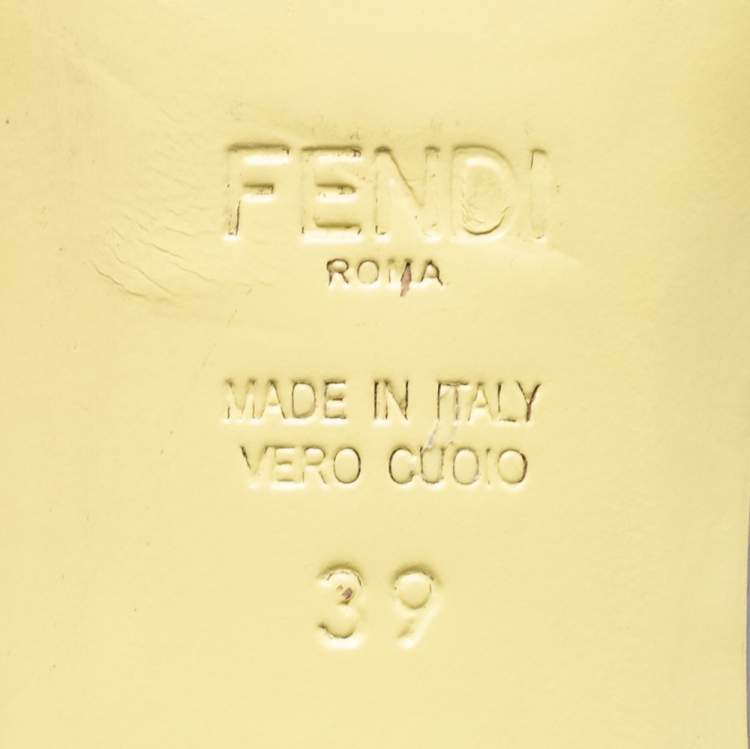 FENDI
ROMA
MADE IN ITALY
VERO CUOIO
39